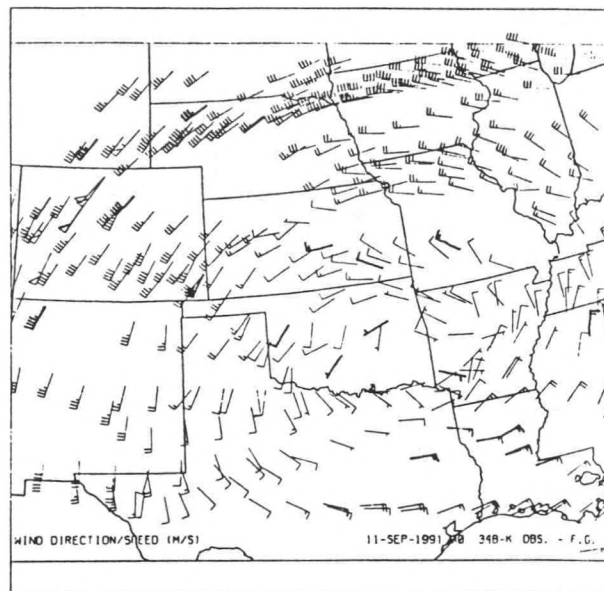 WIND DIRECTION/SPEED (M/S)
11-SEP-1991 348-K OBS. - F.G.